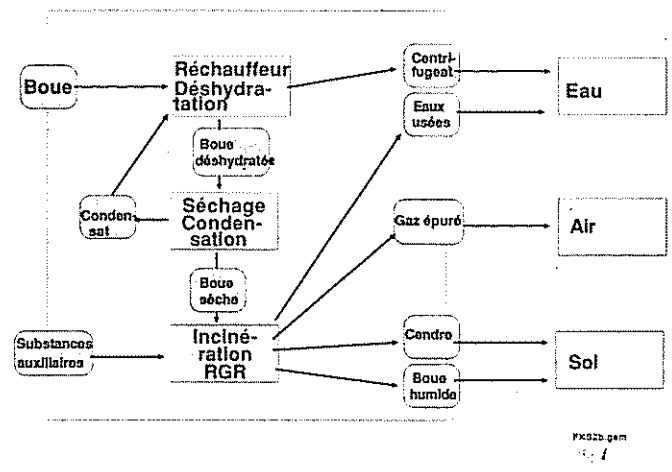 Boue
Réchauffeur
Déshydra-
tation
Centri-
fugeat
Eaux
usées
Eau
Boue
déshydratée
Conden-
sat
Séchage
Conden-
sation
Gaz épuré
Air
Boue
sèche
Substances
auxiliaires
Inciné-
ration
RGR
Cendre
Boue
humide
Sol
FKS2b.gem